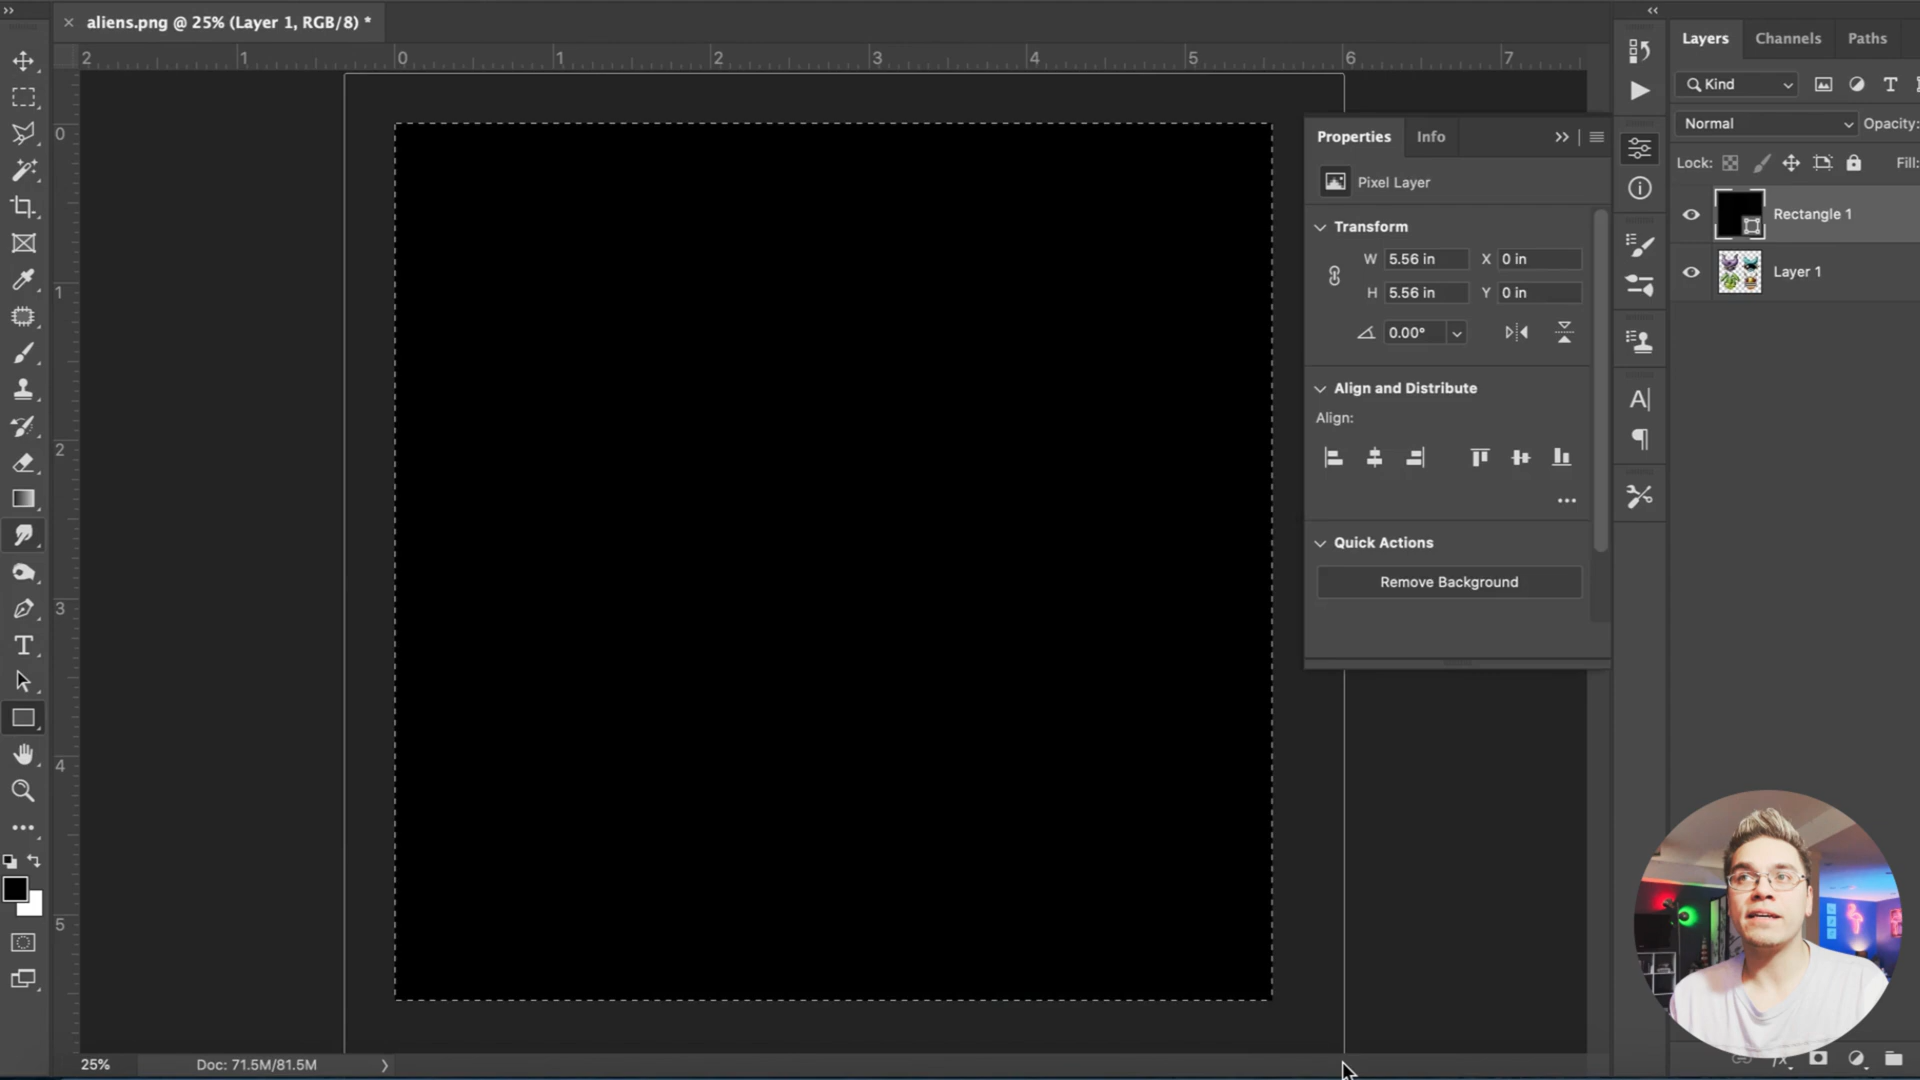 aliens.png @ 25% (Layer 1, RGB/8) *
Layers Channels Paths
2 1 0 1 2 3 4 5 6 7
Kind
T
Normal Opacity:
Properties Info
Lock: Fill:
Pixel Layer
Rectangle 1
Transform
W 5.56 in X 0 in
Layer 1
H 5.56 in Y 0 in
0.00°
Align and Distribute
Align:
A|
¶
Quick Actions
Remove Background
T
0
1
2
3
4
5
25% Doc: 71.5M/81.5M
fx